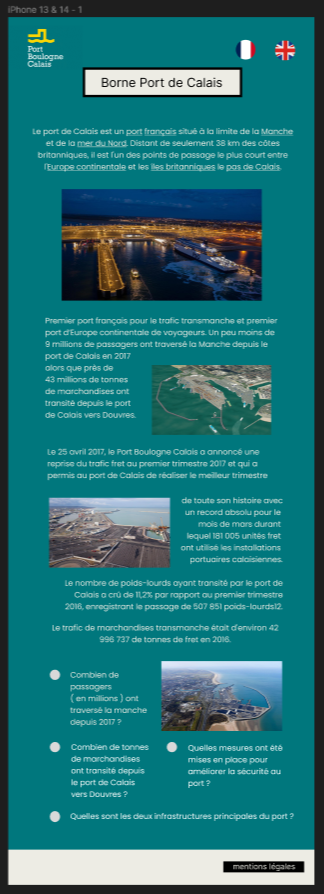 iPhone 13 & 14 - 1
Port
Boulogne
Calais
Borne Port de Calais
Le port de Calais est un port français situé à la limite de la Manche
et de la mer du Nord. Distant de seulement 38 km des côtes
britanniques, il est l'un des points de passage le plus court entre
l'Europe continentale et les îles britanniques le pas de Calais.
Premier port français pour le trafic transmanche et premier
port d'Europe continentale de voyageurs. Un peu moins de
9 millions de passagers ont traversé la Manche depuis le
port de Calais en 2017
alors que près de
43 millions de tonnes
de marchandises ont
transité depuis le port
de Calais vers Douvres.
Le 25 avril 2017, le Port Boulogne Calais a annoncé une
reprise du trafic fret au premier trimestre 2017 et qui a
permis au port de Calais de réaliser le meilleur trimestre
de toute son histoire avec
un record absolu pour le
mois de mars durant
lequel 181 005 unités fret
ont utilisé les installations
portuaires calaisiennes.
Le nombre de poids-lourds ayant transité par le port de
Calais a crû de 11,2% par rapport au premier trimestre
2016, enregistrant le passage de 507 851 poids-lourds12.
Le trafic de marchandises transmanche était d'environ 42
996 737 de tonnes de fret en 2016.
Combien de
passagers
( en millions ) ont
traversé la manche
depuis 2017 ?
Combien de tonnes
de marchandises
ont transité depuis
le port de Calais
vers Douvres ?
Quelles mesures ont été
mises en place pour
améliorer la sécurité au
port ?
Quelles sont les deux infrastructures principales du port ?
mentions légales